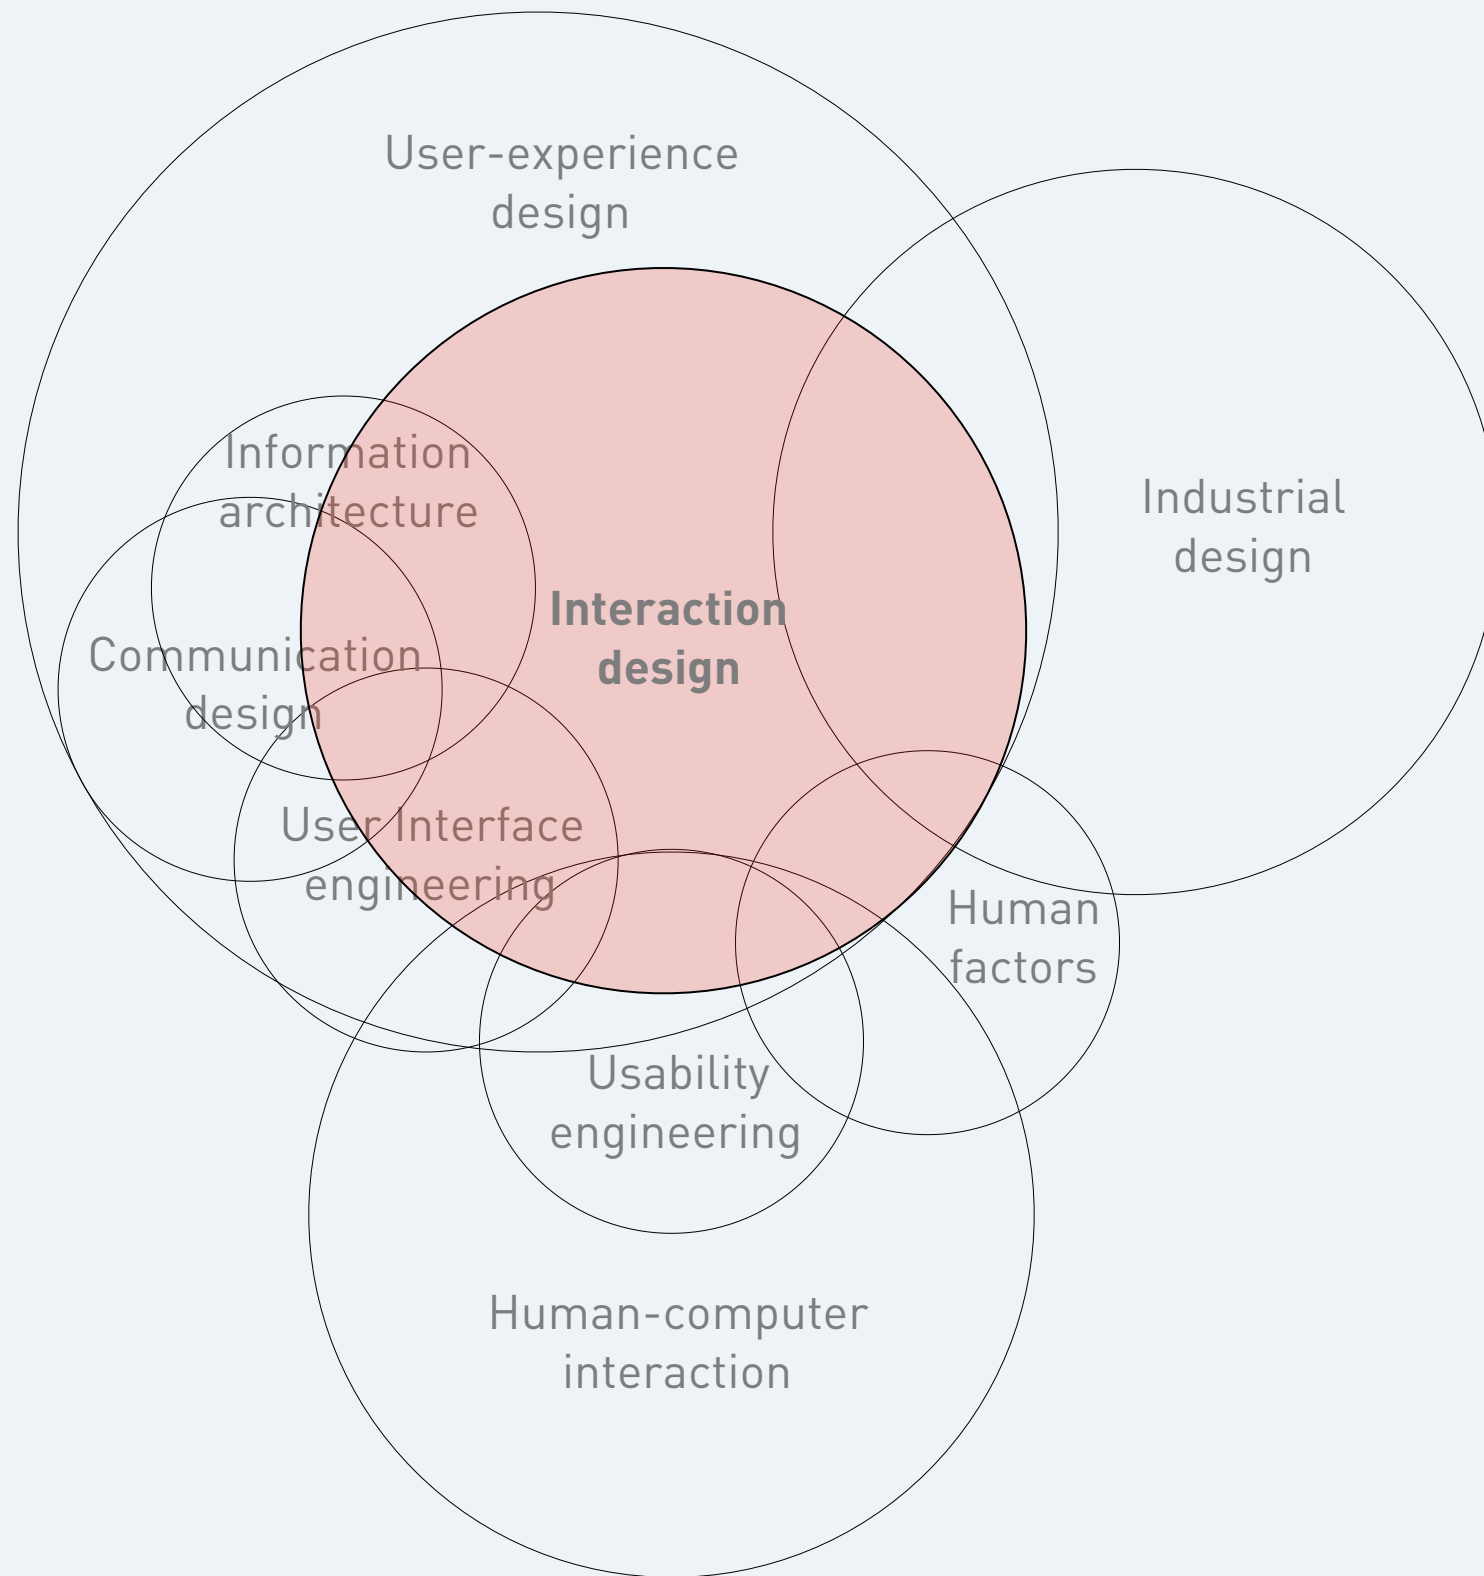 User-experience
design
Information
architecture
Industrial
design
Interaction
design
Communication
design
User Interface
engineering
Human
factors
Usability
engineering
Human-computer
interaction